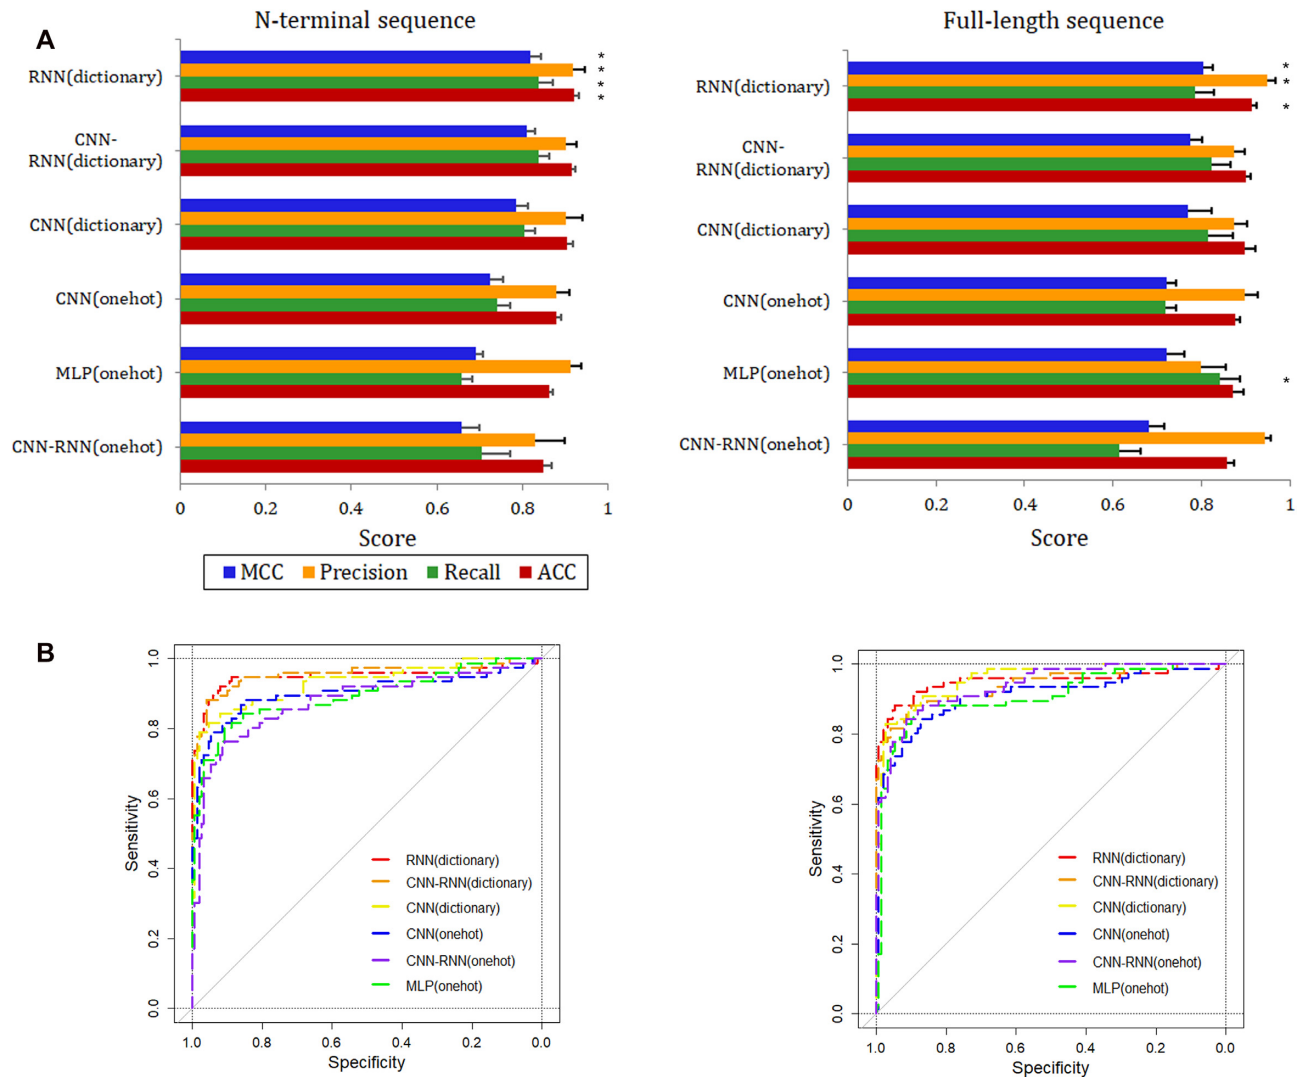 A
N-terminal sequence
RNN(dictionary)
*
*
*
*
CNN-
RNN(dictionary)
CNN(dictionary)
CNN(onehot)
MLP(onehot)
CNN-RNN(onehot)
0 0.2 0.4 0.6 0.8 1
Score
MCC Precision Recall ACC
Full-length sequence
RNN(dictionary)
*
*
*
CNN-
RNN(dictionary)
CNN(dictionary)
CNN(onehot)
MLP(onehot)
*
CNN-RNN(onehot)
0 0.2 0.4 0.6 0.8 1
Score
B
1.0
0.8
0.6
0.4
0.2
0.0
Sensitivity
RNN(dictionary)
CNN-RNN(dictionary)
CNN(dictionary)
CNN(onehot)
CNN-RNN(onehot)
MLP(onehot)
1.0 0.8 0.6 0.4 0.2 0.0
Specificity
1.0
0.8
0.6
0.4
0.2
0.0
Sensitivity
RNN(dictionary)
CNN-RNN(dictionary)
CNN(dictionary)
CNN(onehot)
CNN-RNN(onehot)
MLP(onehot)
1.0 0.8 0.6 0.4 0.2 0.0
Specificity